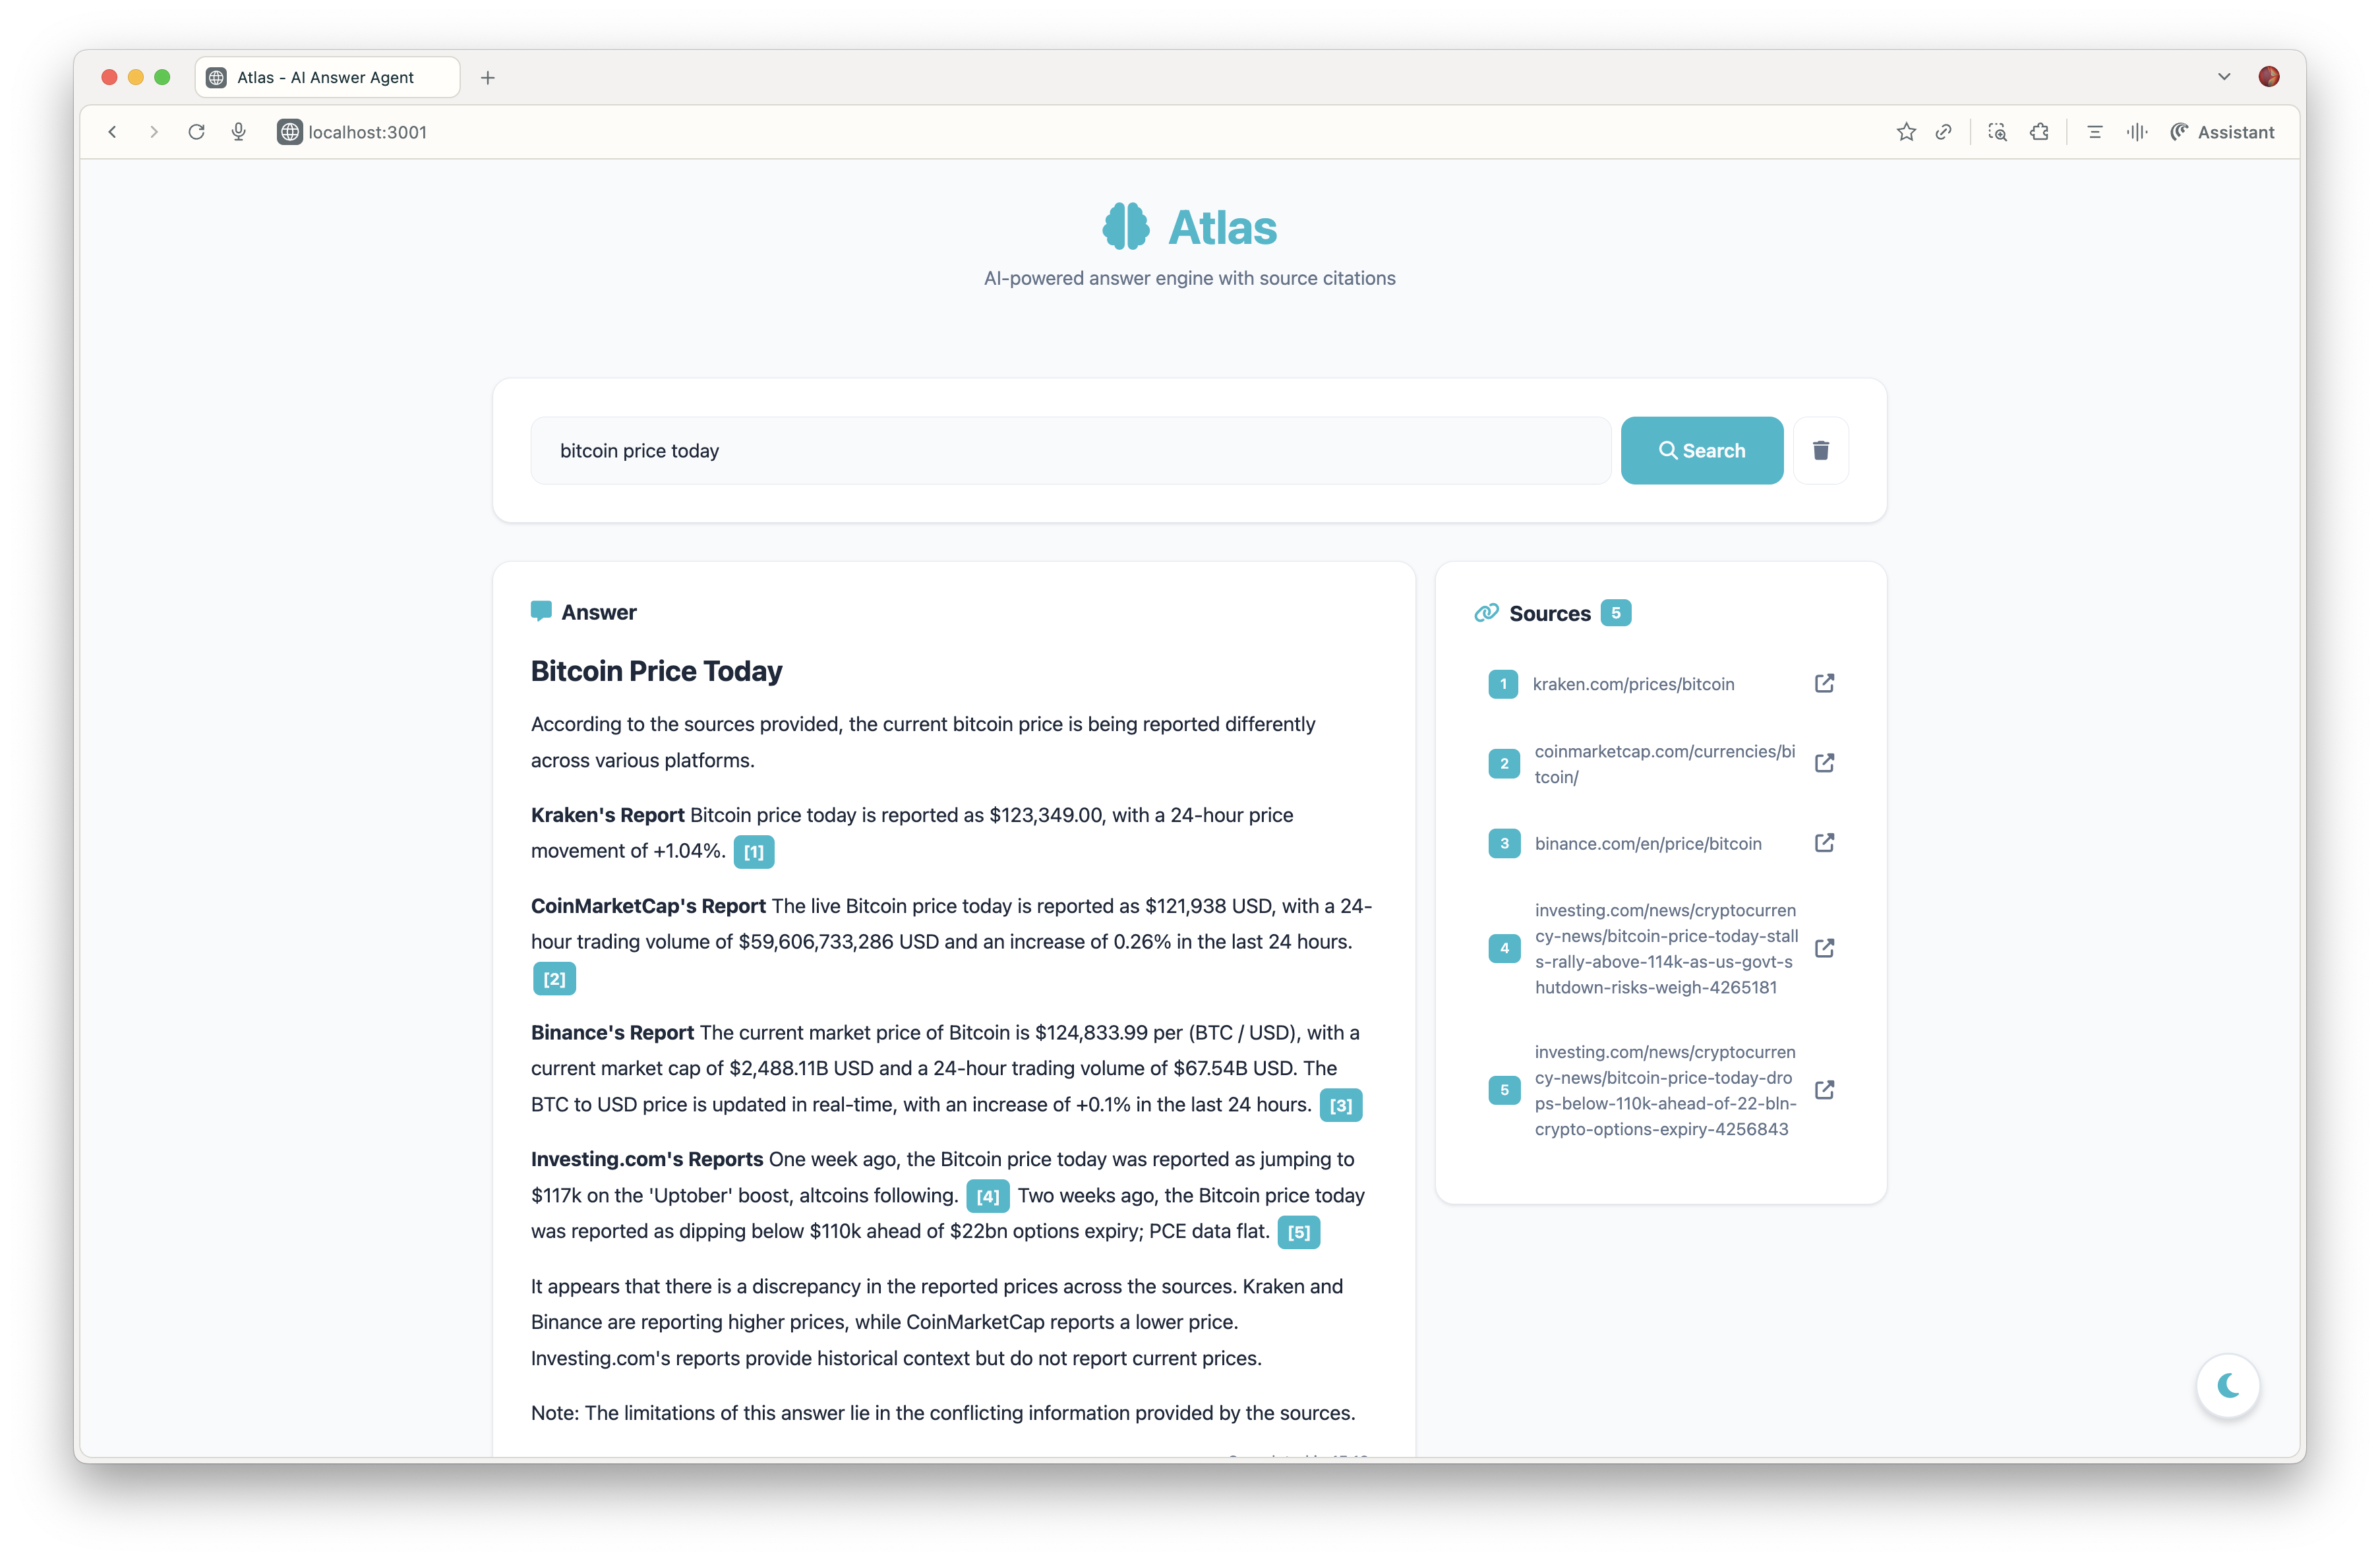 Atlas - AI Answer Agent
localhost:3001
Assistant
Atlas
AI-powered answer engine with source citations
bitcoin price today
Search
Answer
Bitcoin Price Today
According to the sources provided, the current bitcoin price is being reported differently
across various platforms.
Kraken's Report Bitcoin price today is reported as $123,349.00, with a 24-hour price
movement of +1.04%. [1]
CoinMarketCap's Report The live Bitcoin price today is reported as $121,938 USD, with a 24-
hour trading volume of $59,606,733,286 USD and an increase of 0.26% in the last 24 hours.
[2]
Binance's Report The current market price of Bitcoin is $124,833.99 per (BTC / USD), with a
current market cap of $2,488.11B USD and a 24-hour trading volume of $67.54B USD. The
BTC to USD price is updated in real-time, with an increase of +0.1% in the last 24 hours. [3]
Investing.com's Reports One week ago, the Bitcoin price today was reported as jumping to
$117k on the 'Uptober' boost, altcoins following. [4] Two weeks ago, the Bitcoin price today
was reported as dipping below $110k ahead of $22bn options expiry; PCE data flat. [5]
It appears that there is a discrepancy in the reported prices across the sources. Kraken and
Binance are reporting higher prices, while CoinMarketCap reports a lower price.
Investing.com's reports provide historical context but do not report current prices.
Note: The limitations of this answer lie in the conflicting information provided by the sources.
Sources 5
1 kraken.com/prices/bitcoin
2 coinmarketcap.com/currencies/bi
tcoin/
3 binance.com/en/price/bitcoin
4 investing.com/news/cryptocurren
cy-news/bitcoin-price-today-stall
s-rally-above-114k-as-us-govt-s
hutdown-risks-weigh-4265181
5 investing.com/news/cryptocurren
cy-news/bitcoin-price-today-dro
ps-below-110k-ahead-of-22-bln-
crypto-options-expiry-4256843